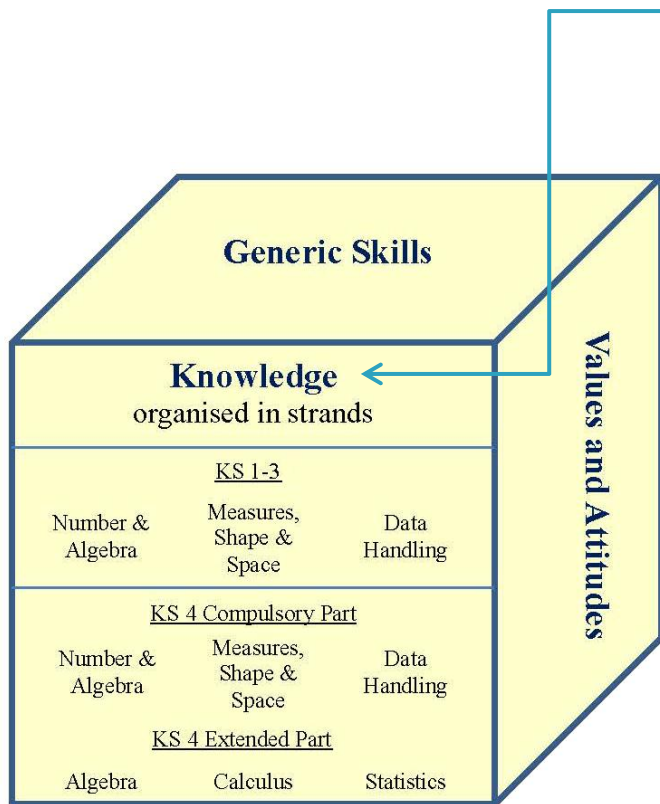 Generic Skills
Knowledge
organised in strands
Values and Attitudes
KS 1-3
Number &
Algebra
Measures,
Shape &
Space
Data
Handling
KS 4 Compulsory Part
Number &
Algebra
Measures,
Shape &
Space
Data
Handling
KS 4 Extended Part
Algebra
Calculus
Statistics